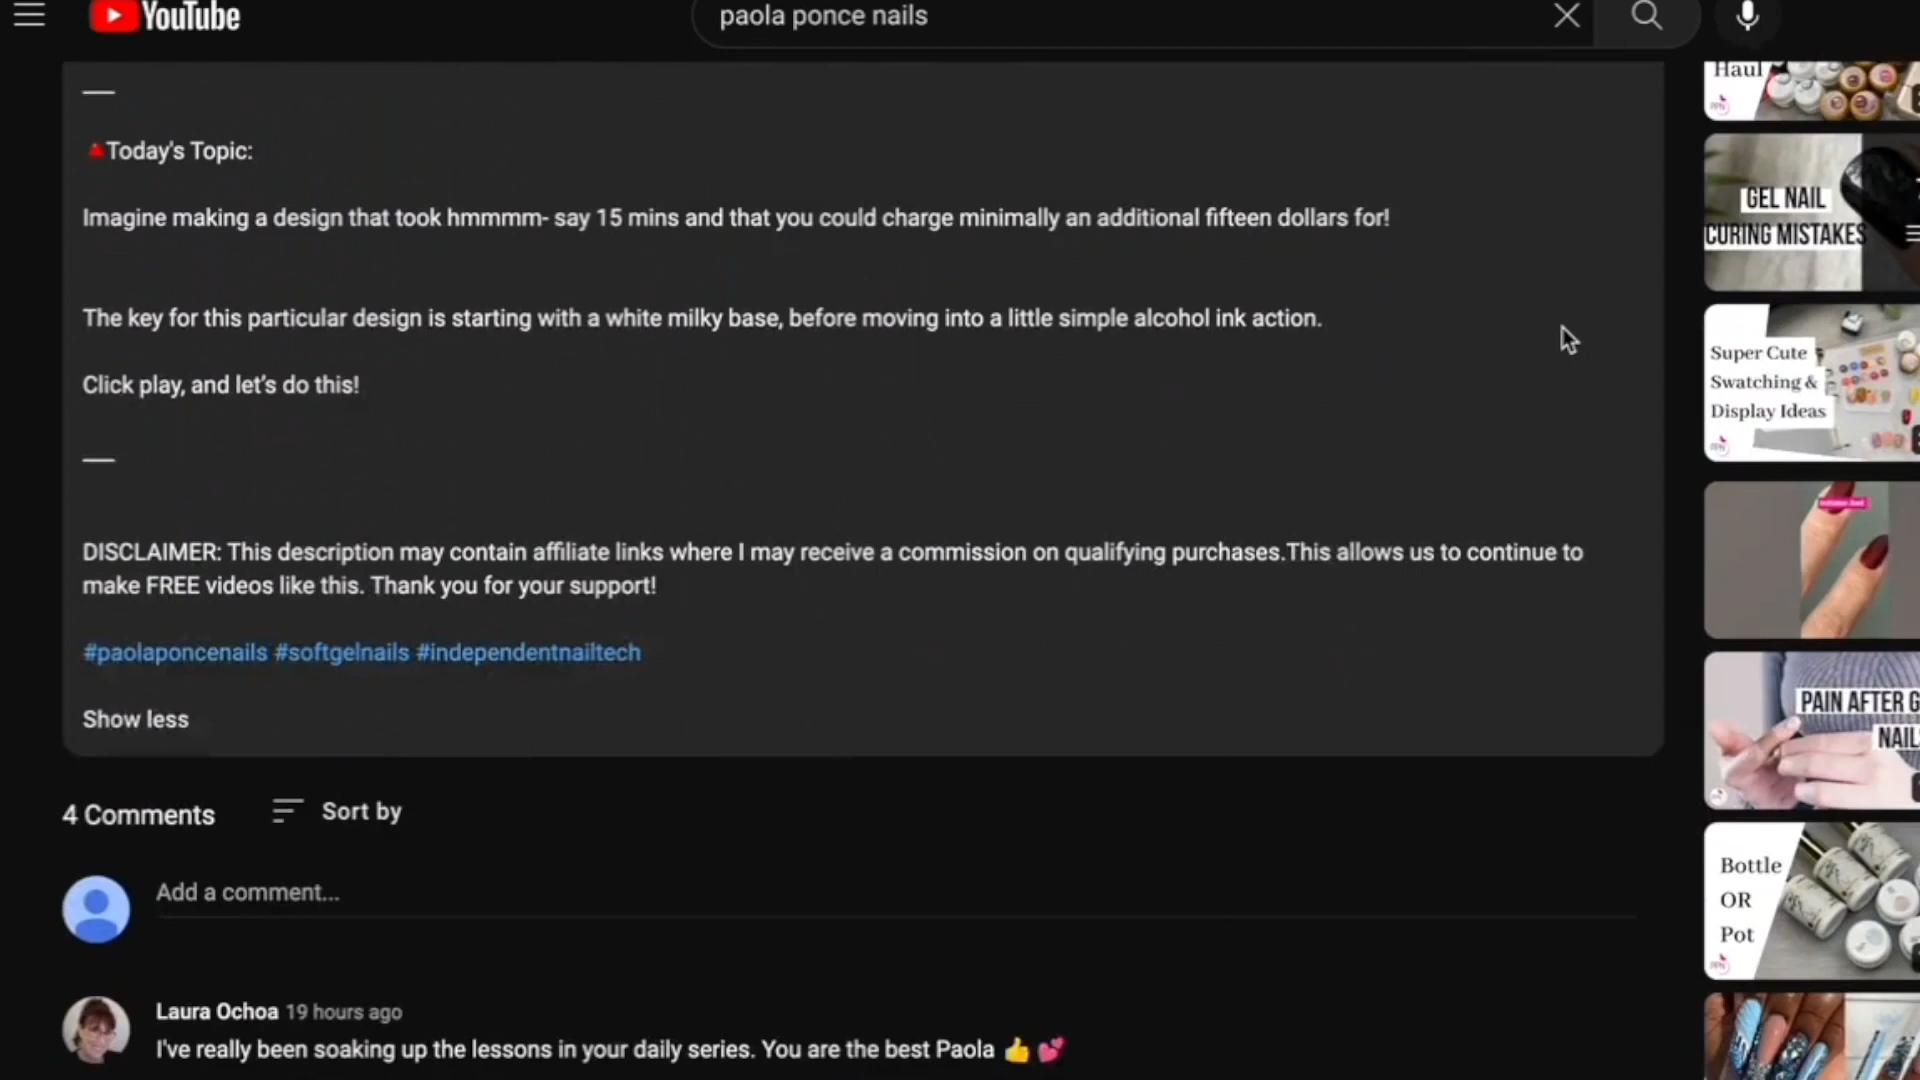 YouTube
paola ponce nails
Today's Topic:
Imagine making a design that took hmmmm- say 15 mins and that you could charge minimally an additional fifteen dollars for!
The key for this particular design is starting with a white milky base, before moving into a little simple alcohol ink action.
Click play, and let's do this!
DISCLAIMER: This description may contain affiliate links where I may receive a commission on qualifying purchases.This allows us to continue to
make FREE videos like this. Thank you for your support!
#paolaponcenails #softgelnails #independentnailtech
Show less
4 Comments
Sort by
Add a comment...
Laura Ochoa 19 hours ago
I've really been soaking up the lessons in your daily series. You are the best Paola 👍 💕
Haul
GEL NAIL
CURING MISTAKES
Super Cute
Swatching &
Display Ideas
PAIN AFTER G
NAIL
Bottle
OR
Pot